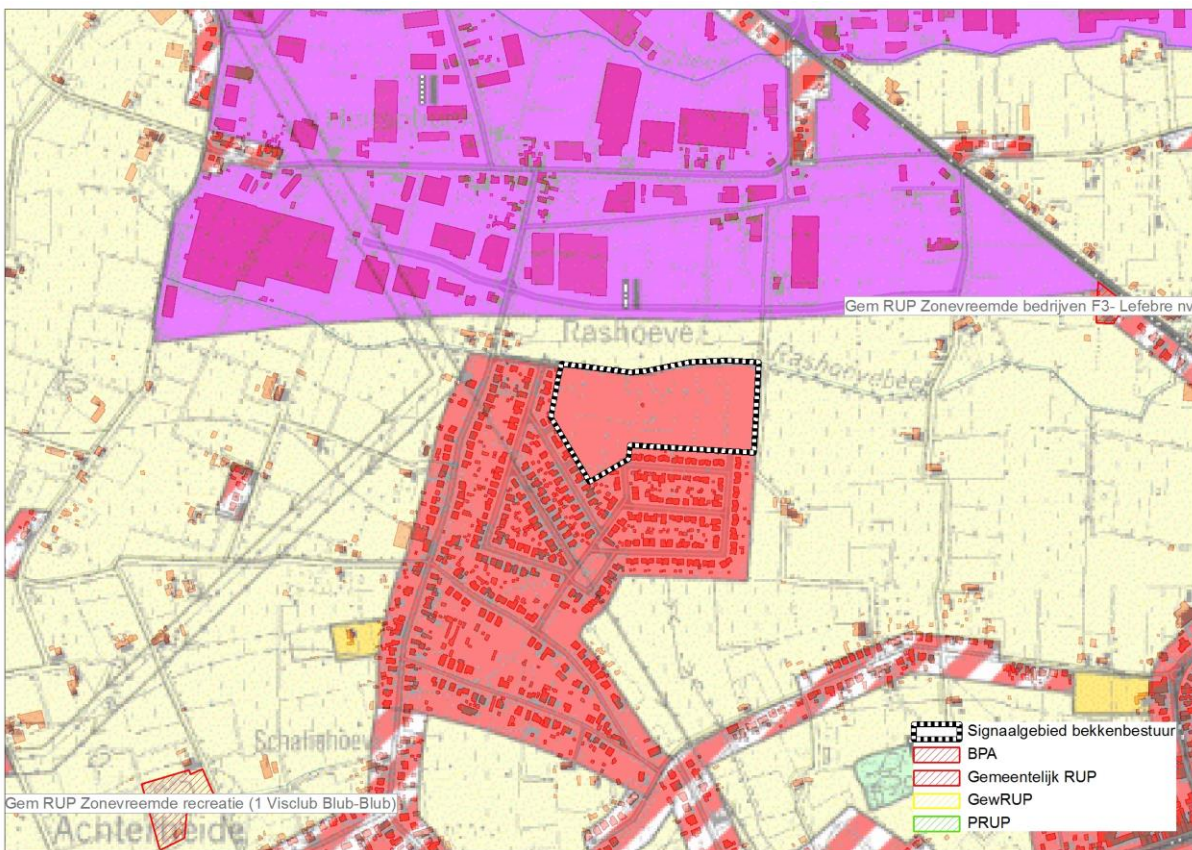 Gem RUP Zonevreemde bedrijven F3- Lefebre nv
Rashoeve
Rashoevebeek
Signaalgebied bekkenbestuur
BPA
Gemeentelijk RUP
GewRUP
PRUP
Gem RUP Zonevreemde recreatie (1 Visclub Blub-Blub)
Achterheide